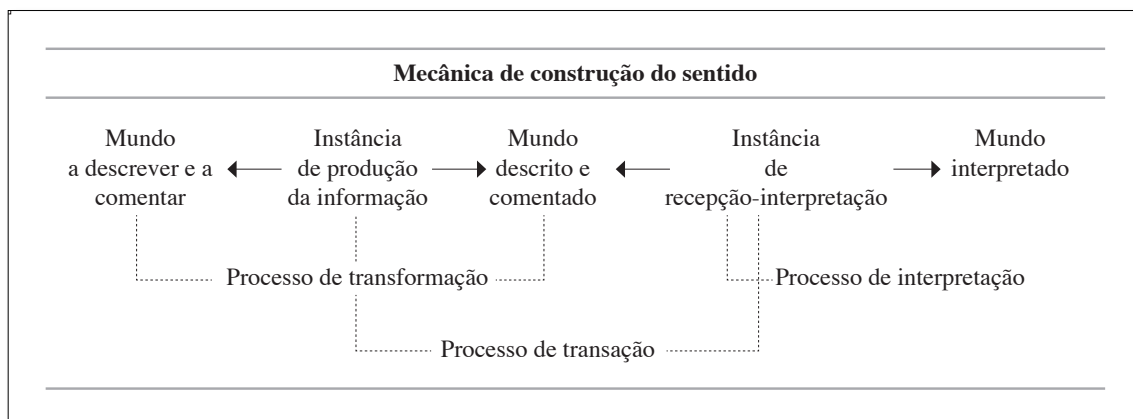 Mecânica de construção do sentido
Mundo
a descrever e a
comentar
Instância
de produção
da informação
Mundo
descrito e
comentado
Instância
de
recepção-interpretação
Mundo
interpretado
Processo de transformação
Processo de interpretação
Processo de transação